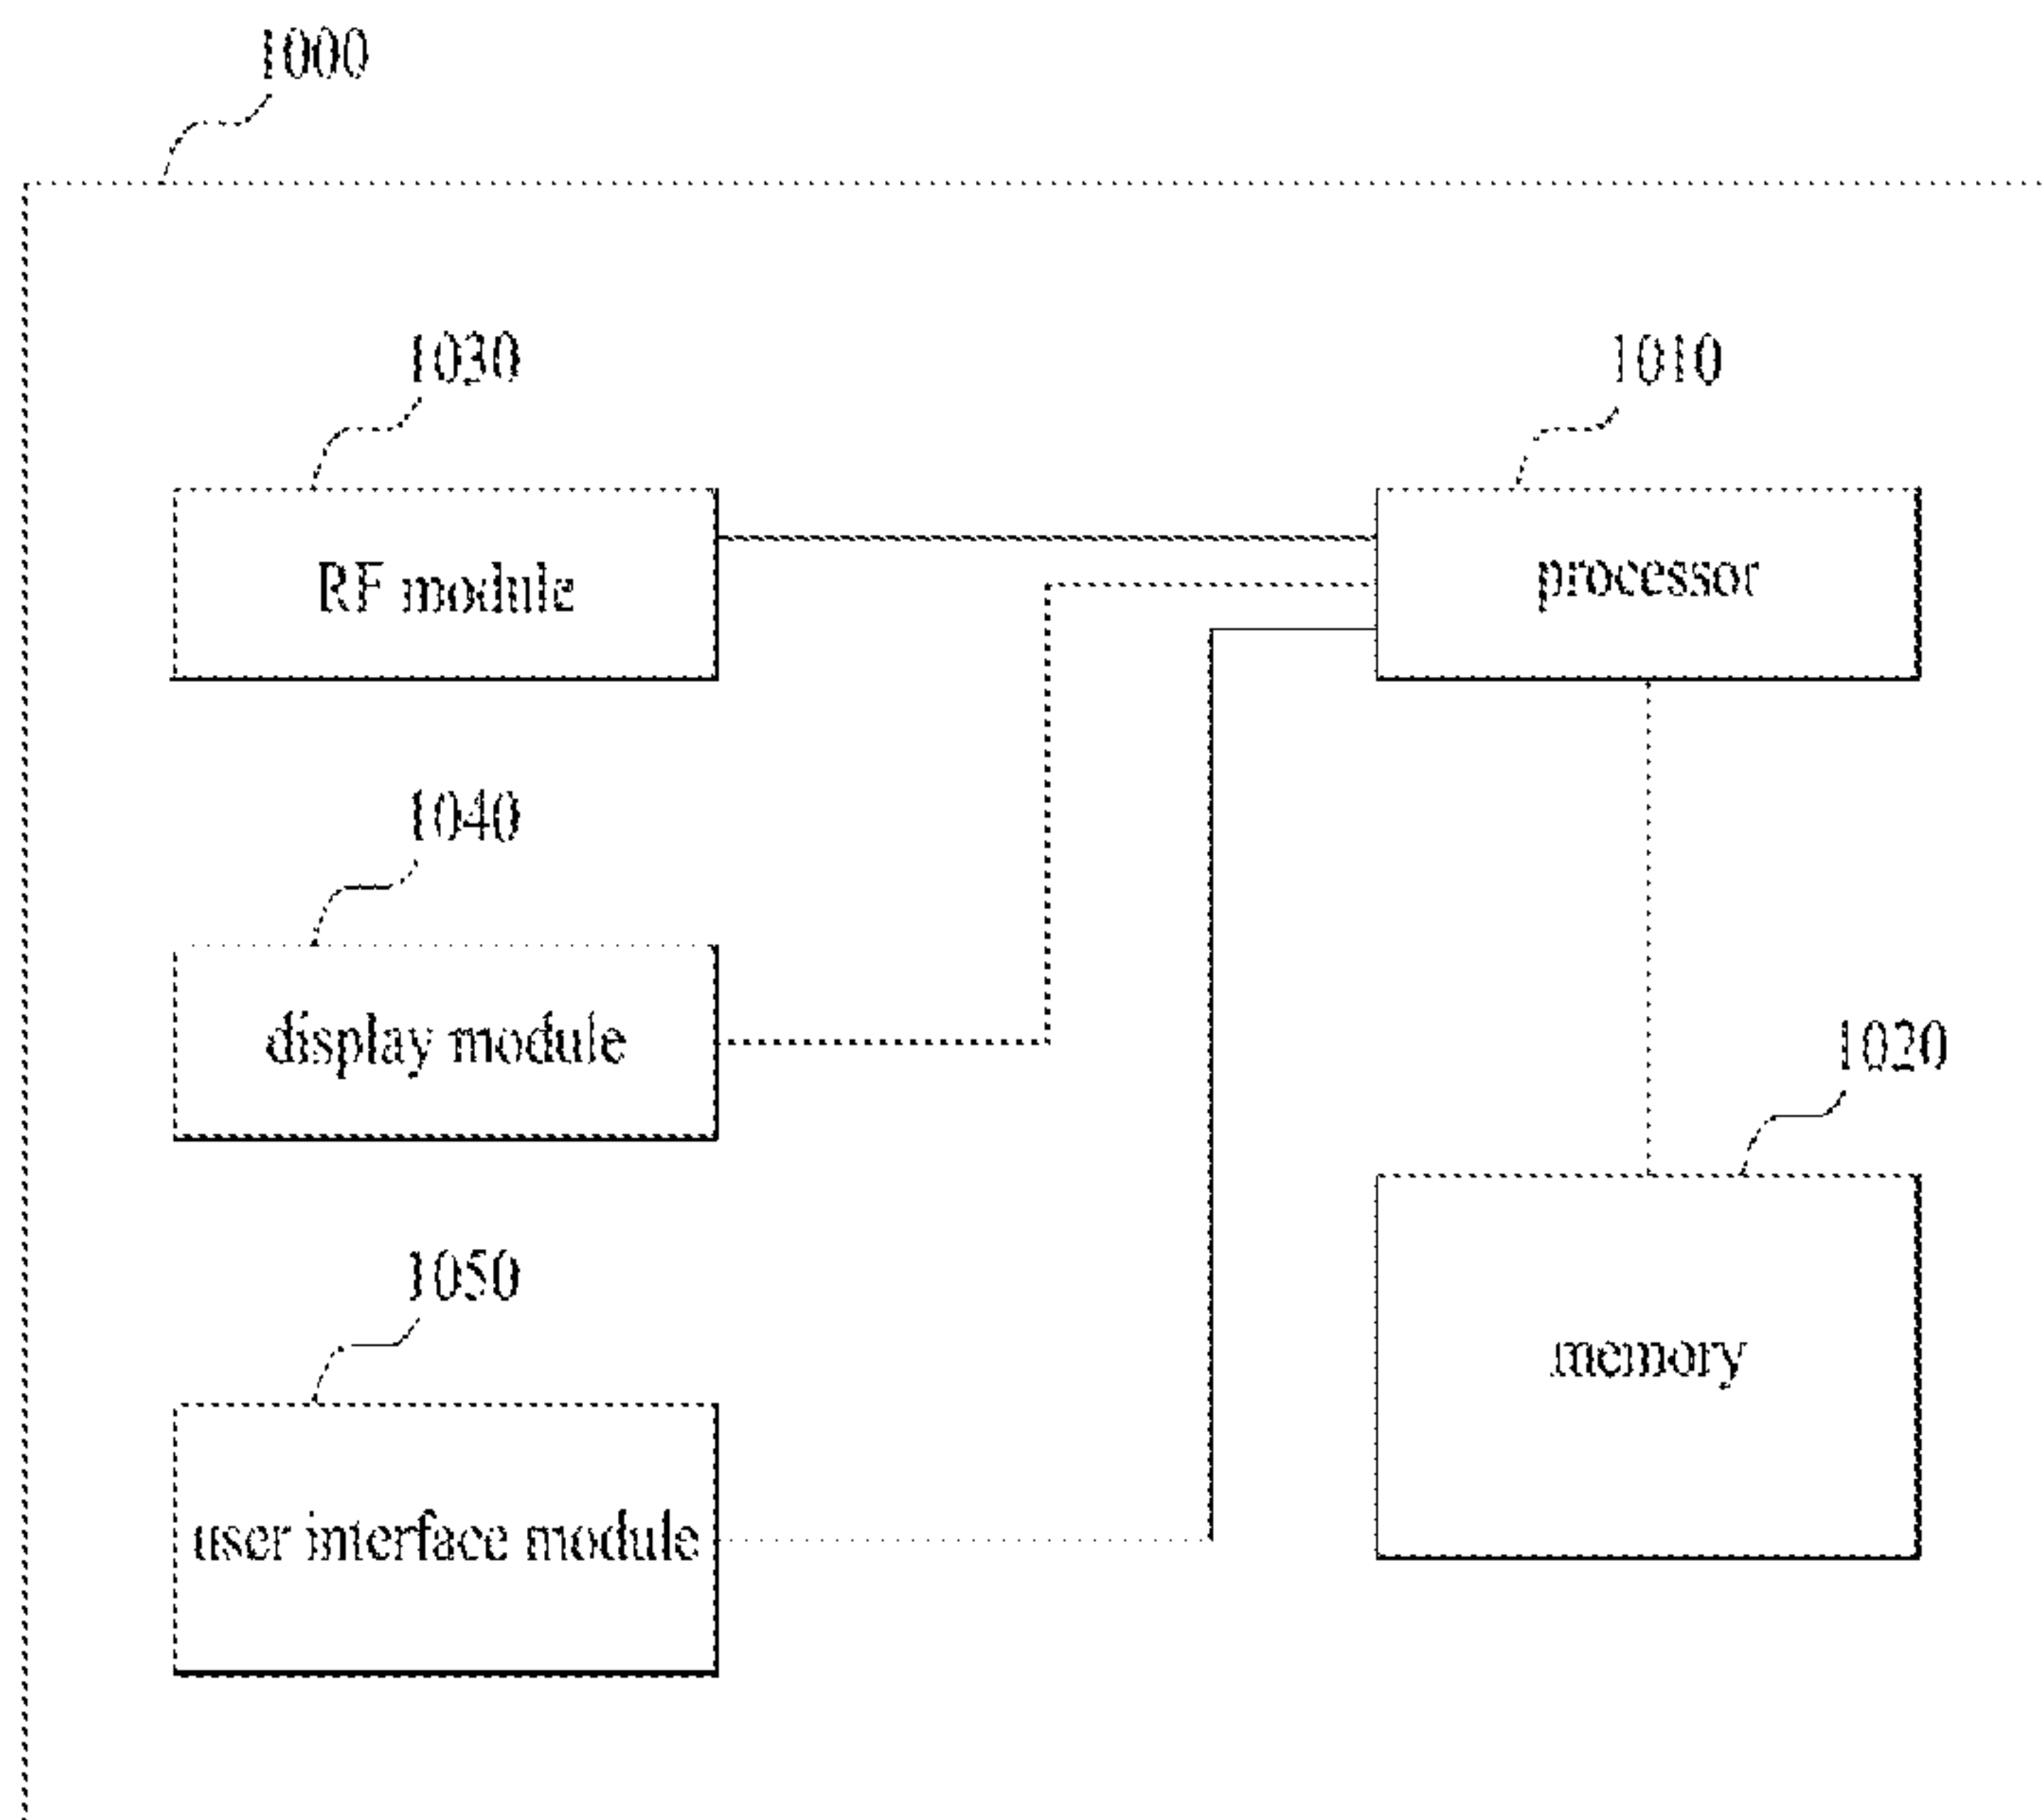 1000
1030
1010
RF module
processor
1040
display module
1020
1050
memory
user interface module